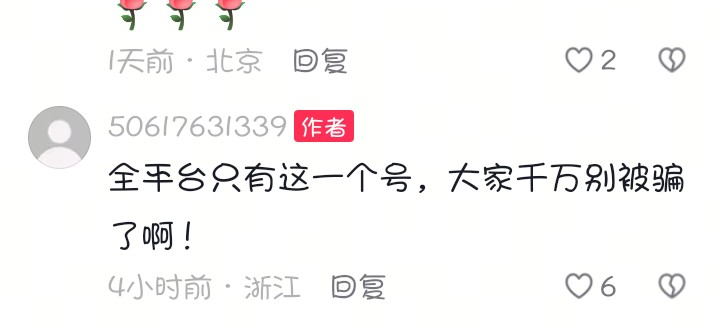 1天前 · 北京 回复 2
50617631339 作者
全平台只有这一个号，大家千万别被骗
了啊！
4小时前 · 浙江 回复 6